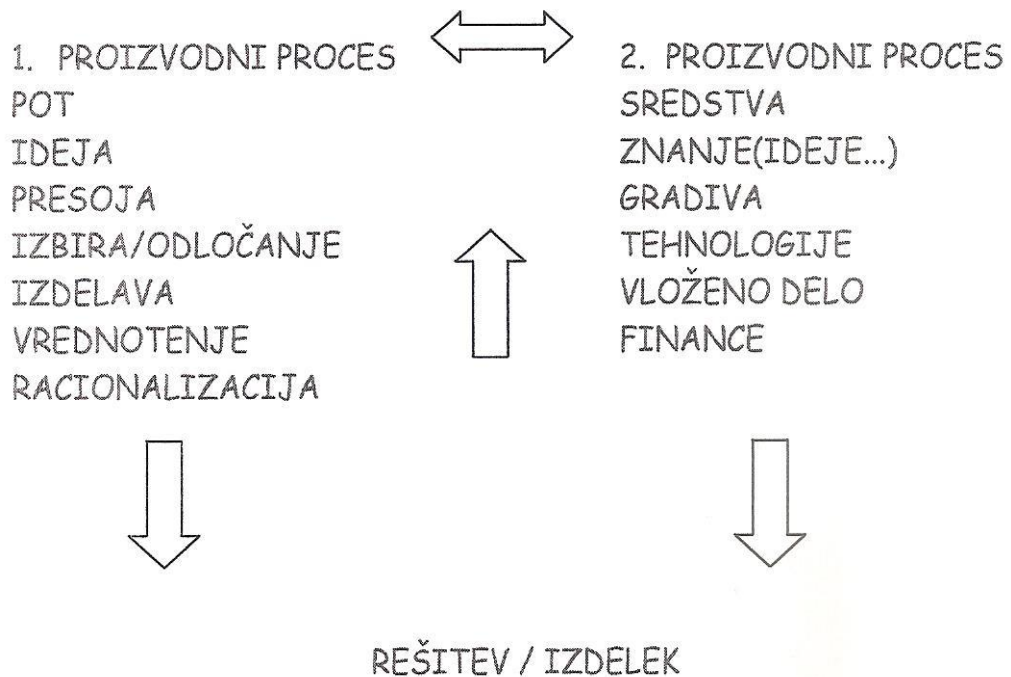 1. PROIZVODNI PROCES
POT
IDEJA
PRESOJA
IZBIRA/ODLOČANJE
IZDELAVA
VREDNOTENJE
RACIONALIZACIJA
2. PROIZVODNI PROCES
SREDSTVA
ZNANJE(IDEJE...)
GRADIVA
TEHNOLOGIJE
VLOŽENO DELO
FINANCE
REŠITEV / IZDELEK